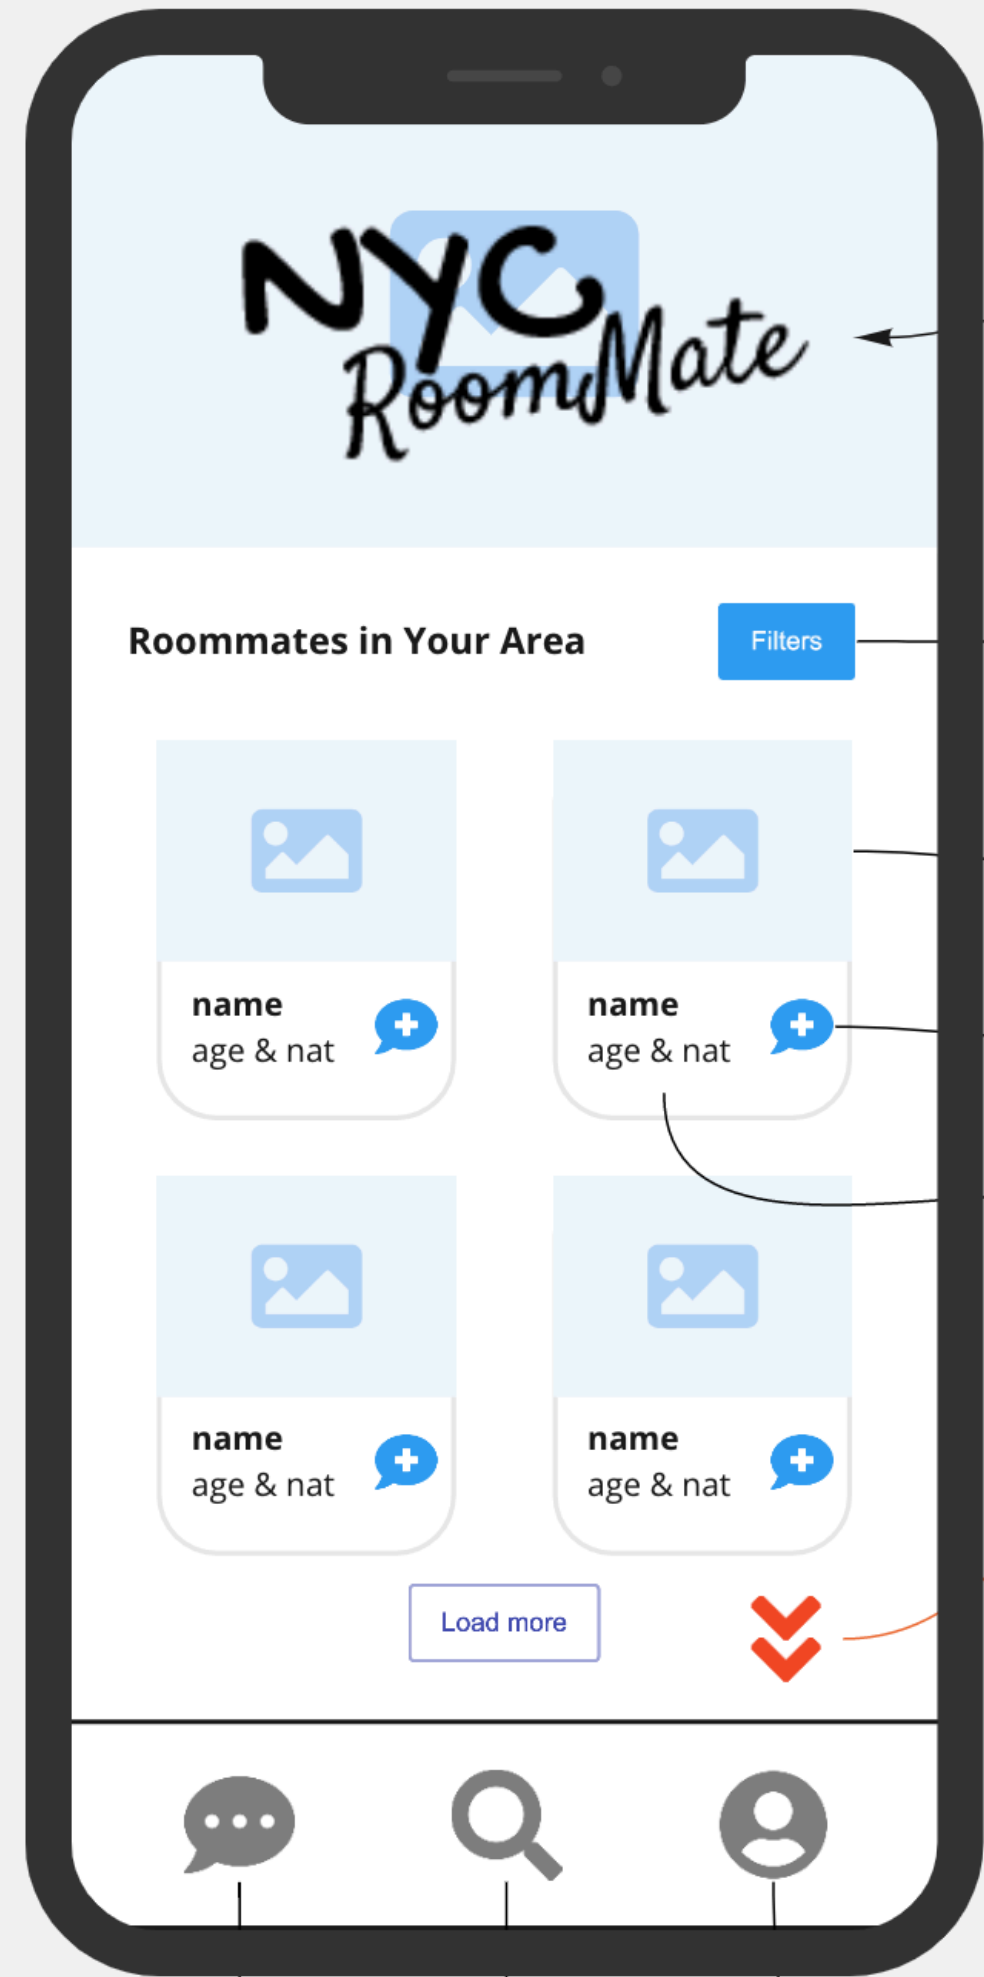 NYC
RoomMate
Roommates in Your Area
Filters
name
age & nat
name
age & nat
name
age & nat
name
age & nat
Load more